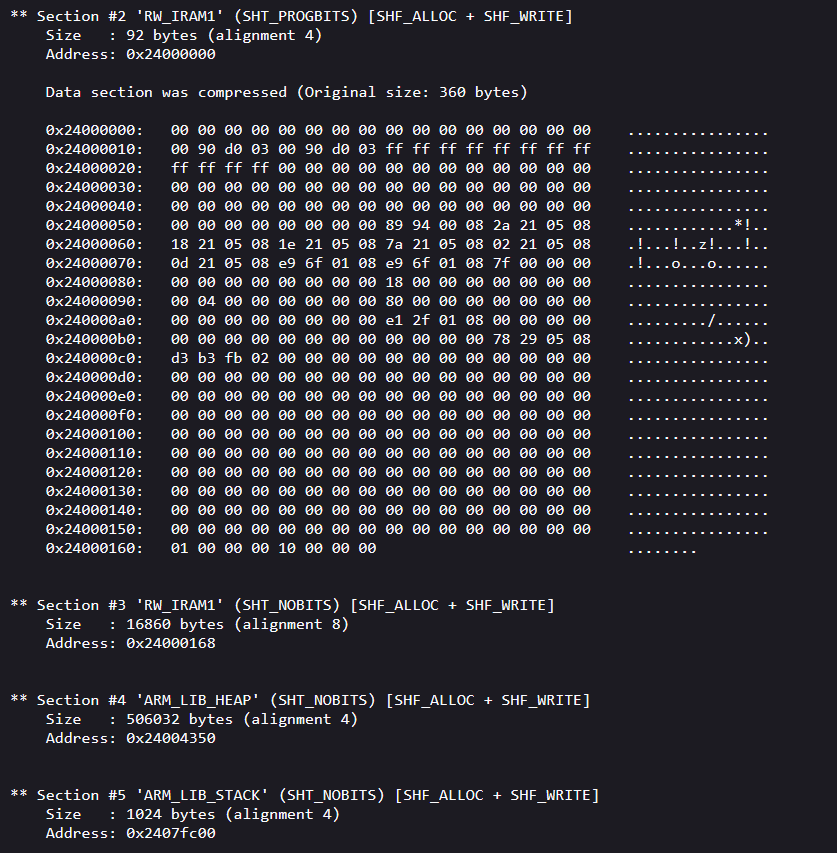 ** Section #2 'RW_IRAM1' (SHT_PROGBITS) [SHF_ALLOC + SHF_WRITE]
    Size   : 92 bytes (alignment 4)
    Address: 0x24000000

    Data section was compressed (Original size: 360 bytes)

    0x24000000:   00 00 00 00 00 00 00 00 00 00 00 00 00 00 00 00    ................
    0x24000010:   00 90 d0 03 00 90 d0 03 ff ff ff ff ff ff ff ff    ................
    0x24000020:   ff ff ff ff 00 00 00 00 00 00 00 00 00 00 00 00    ................
    0x24000030:   00 00 00 00 00 00 00 00 00 00 00 00 00 00 00 00    ................
    0x24000040:   00 00 00 00 00 00 00 00 00 00 00 00 00 00 00 00    ................
    0x24000050:   00 00 00 00 00 00 00 00 89 94 00 08 2a 21 05 08    ............*!..
    0x24000060:   18 21 05 08 1e 21 05 08 7a 21 05 08 02 21 05 08    .!...!..z!...!..
    0x24000070:   0d 21 05 08 e9 6f 01 08 e9 6f 01 08 7f 00 00 00    .!...o...o......
    0x24000080:   00 00 00 00 00 00 00 00 18 00 00 00 00 00 00 00    ................
    0x24000090:   00 04 00 00 00 00 00 00 80 00 00 00 00 00 00 00    ................
    0x240000a0:   00 00 00 00 00 00 00 00 e1 2f 01 08 00 00 00 00    ........./......
    0x240000b0:   00 00 00 00 00 00 00 00 00 00 00 00 78 29 05 08    ............x)..
    0x240000c0:   d3 b3 fb 02 00 00 00 00 00 00 00 00 00 00 00 00    ................
    0x240000d0:   00 00 00 00 00 00 00 00 00 00 00 00 00 00 00 00    ................
    0x240000e0:   00 00 00 00 00 00 00 00 00 00 00 00 00 00 00 00    ................
    0x240000f0:   00 00 00 00 00 00 00 00 00 00 00 00 00 00 00 00    ................
    0x24000100:   00 00 00 00 00 00 00 00 00 00 00 00 00 00 00 00    ................
    0x24000110:   00 00 00 00 00 00 00 00 00 00 00 00 00 00 00 00    ................
    0x24000120:   00 00 00 00 00 00 00 00 00 00 00 00 00 00 00 00    ................
    0x24000130:   00 00 00 00 00 00 00 00 00 00 00 00 00 00 00 00    ................
    0x24000140:   00 00 00 00 00 00 00 00 00 00 00 00 00 00 00 00    ................
    0x24000150:   00 00 00 00 00 00 00 00 00 00 00 00 00 00 00 00    ................
    0x24000160:   01 00 00 00 10 00 00 00    ........

** Section #3 'RW_IRAM1' (SHT_NOBITS) [SHF_ALLOC + SHF_WRITE]
    Size   : 16860 bytes (alignment 8)
    Address: 0x24000168

** Section #4 'ARM_LIB_HEAP' (SHT_NOBITS) [SHF_ALLOC + SHF_WRITE]
    Size   : 506032 bytes (alignment 4)
    Address: 0x24004350

** Section #5 'ARM_LIB_STACK' (SHT_NOBITS) [SHF_ALLOC + SHF_WRITE]
    Size   : 1024 bytes (alignment 4)
    Address: 0x2407fc00